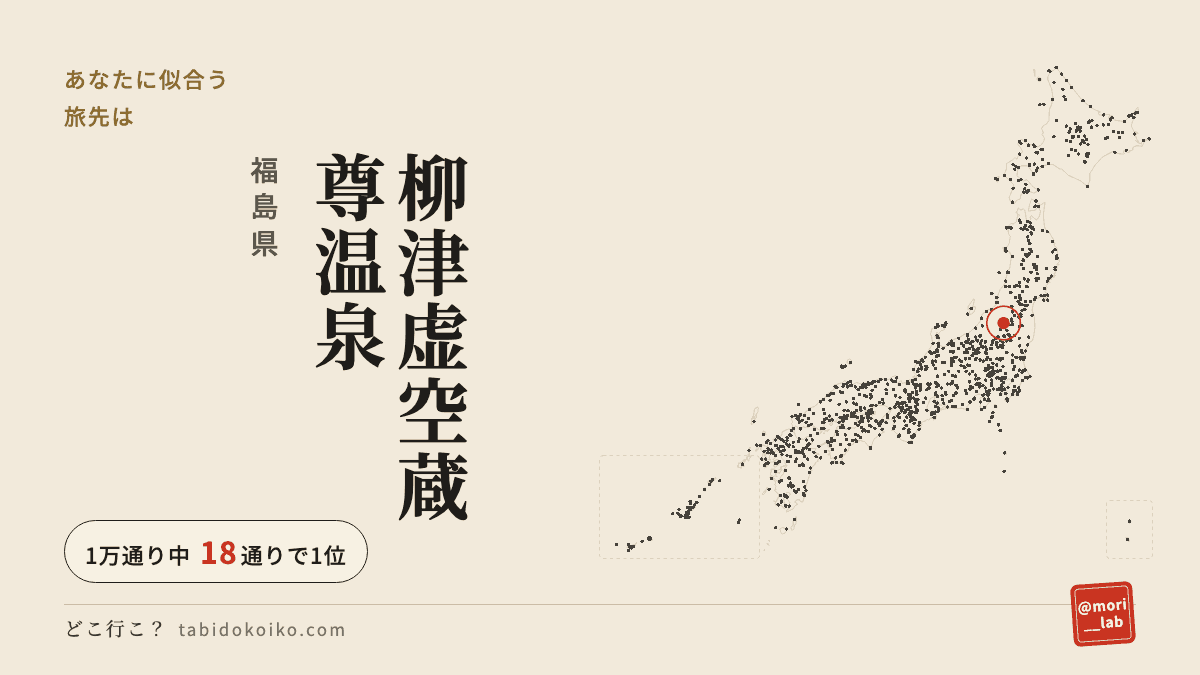 あなたに似合う
旅先は
柳津虚空蔵
尊温泉
福島県
1万通り中 18通りで1位
どこ行こ？ tabidokoiko.com
@mori
__lab